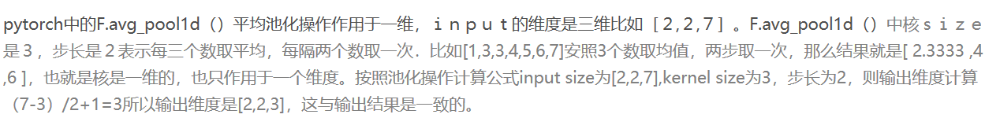 pytorch中的F.avg_pool1d（）平均池化操作作用于一维，ｉｎｐｕｔ的维度是三维比如［2,2,7］。F.avg_pool1d（）中核ｓｉｚｅ
是３，步长是２表示每三个数取平均，每隔两个数取一次．比如[1,3,3,4,5,6,7]安照3个数取均值，两步取一次，那么结果就是[ 2.3333 ,4
,6 ]，也就是核是一维的，也只作用于一个维度。按照池化操作计算公式input size为[2,2,7],kernel size为3，步长为2，则输出维度计算
（7-3）/2+1=3所以输出维度是[2,2,3]，这与输出结果是一致的。